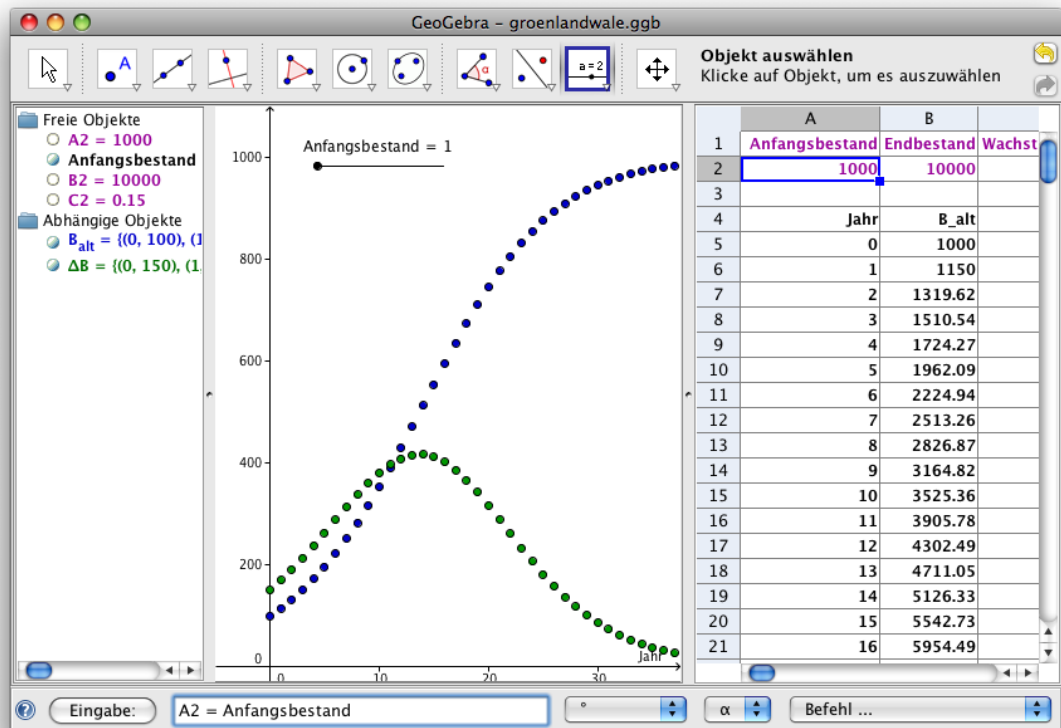 GeoGebra - groenlandwale.ggb
A
α
a=2
Objekt auswählen
Klicke auf Objekt, um es auszuwählen
Freie Objekte
A2 = 1000
Anfangsbestand
B2 = 10000
C2 = 0.15
Abhängige Objekte
B_alt = {(0, 100), (1
ΔB = {(0, 150), (1.
Anfangsbestand = 1
1000
800
600
400
200
0
0 10 20 30
Jahr
A B
1 Anfangsbestand Endbestand Wachst
2 1000 10000
3
4 Jahr B_alt
5 0 1000
6 1 1150
7 2 1319.62
8 3 1510.54
9 4 1724.27
10 5 1962.09
11 6 2224.94
12 7 2513.26
13 8 2826.87
14 9 3164.82
15 10 3525.36
16 11 3905.78
17 12 4302.49
18 13 4711.05
19 14 5126.33
20 15 5542.73
21 16 5954.49
? Eingabe: A2 = Anfangsbestand ° α Befehl ...